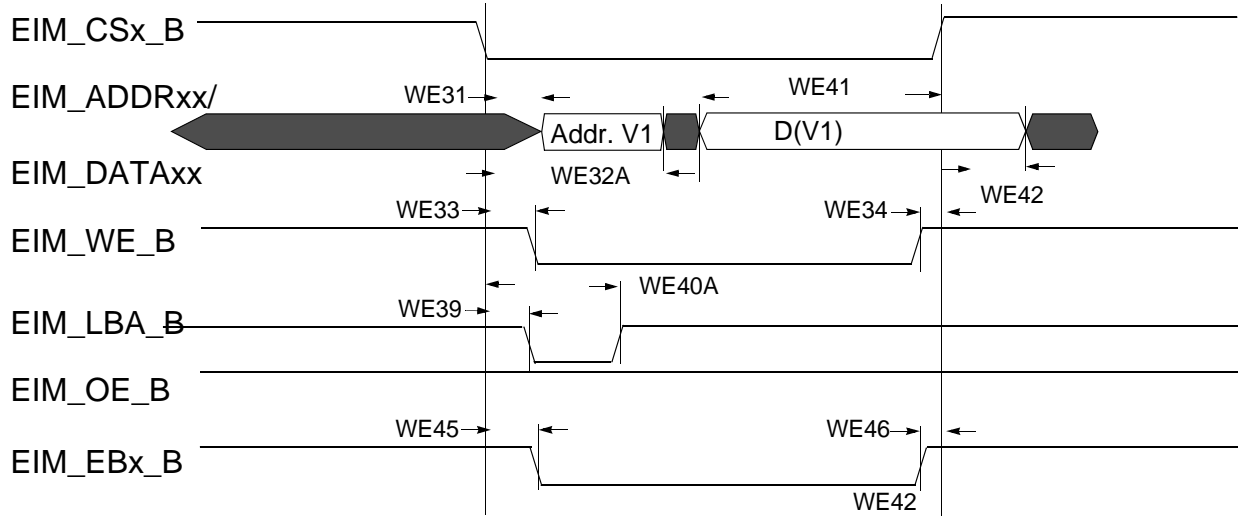 EIM_CSx_B
EIM_ADDRxx/ WE31 WE41
Addr. V1 D(V1)
EIM_DATAxx WE32A WE42
WE33 WE34
EIM_WE_B
WE40A
WE39
EIM_LBA_B
EIM_OE_B
WE45 WE46
EIM_EBx_B
WE42